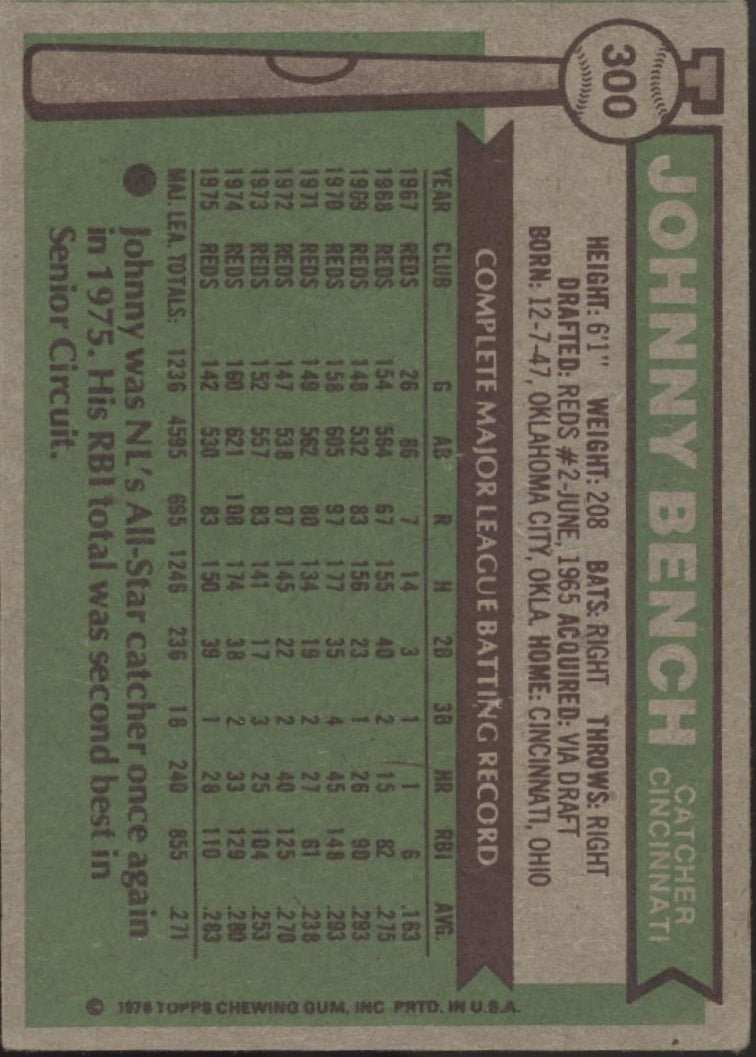 300
JOHNNY BENCH
CATCHER
CINCINNATI
HEIGHT: 6'1" WEIGHT: 208 BATS: RIGHT THROWS: RIGHT
DRAFTED: REDS #2-JUNE, 1965 ACQUIRED: VIA DRAFT
BORN: 12-7-47, OKLAHOMA CITY, OKLA. HOME: CINCINNATI, OHIO
COMPLETE MAJOR LEAGUE BATTING RECORD
YEAR CLUB G AB R H 2B 3B HR RBI AVG.
1967 REDS 26 86 7 14 3 1 1 6 .163
1968 REDS 154 564 67 155 40 2 15 82 .275
1969 REDS 148 532 83 156 23 1 26 90 .293
1970 REDS 158 605 97 177 35 4 45 148 .293
1971 REDS 149 562 80 134 19 2 27 61 .238
1972 REDS 147 538 87 145 22 2 40 125 .270
1973 REDS 152 557 83 141 17 3 25 104 .253
1974 REDS 160 621 108 174 38 2 33 129 .280
1975 REDS 142 530 83 150 39 1 28 110 .283
MAJ. LEA. TOTALS: 1236 4595 695 1246 236 18 240 855 .271
Johnny was NL's All-Star catcher once again
in 1975. His RBI total was second best in
Senior Circuit.
© 1976 TOPPS CHEWING GUM, INC PRTD. IN U.S.A.